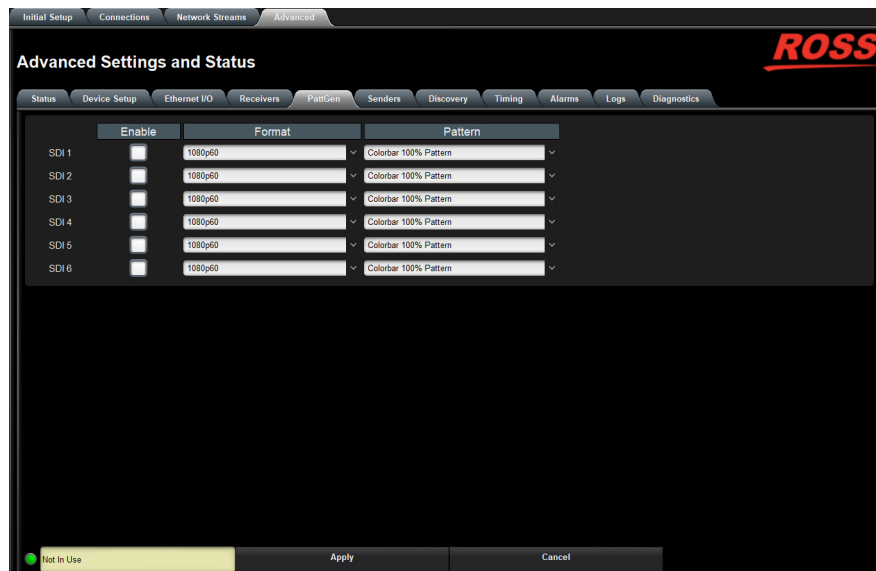 Initial Setup Connections Network Streams Advanced
ROSS
Advanced Settings and Status
Status Device Setup Ethernet I/O Receivers PattGen Senders Discovery Timing Alarms Logs Diagnostics
Enable Format Pattern
SDI 1 1080p60 Colorbar 100% Pattern
SDI 2 1080p60 Colorbar 100% Pattern
SDI 3 1080p60 Colorbar 100% Pattern
SDI 4 1080p60 Colorbar 100% Pattern
SDI 5 1080p60 Colorbar 100% Pattern
SDI 6 1080p60 Colorbar 100% Pattern
Not In Use Apply Cancel